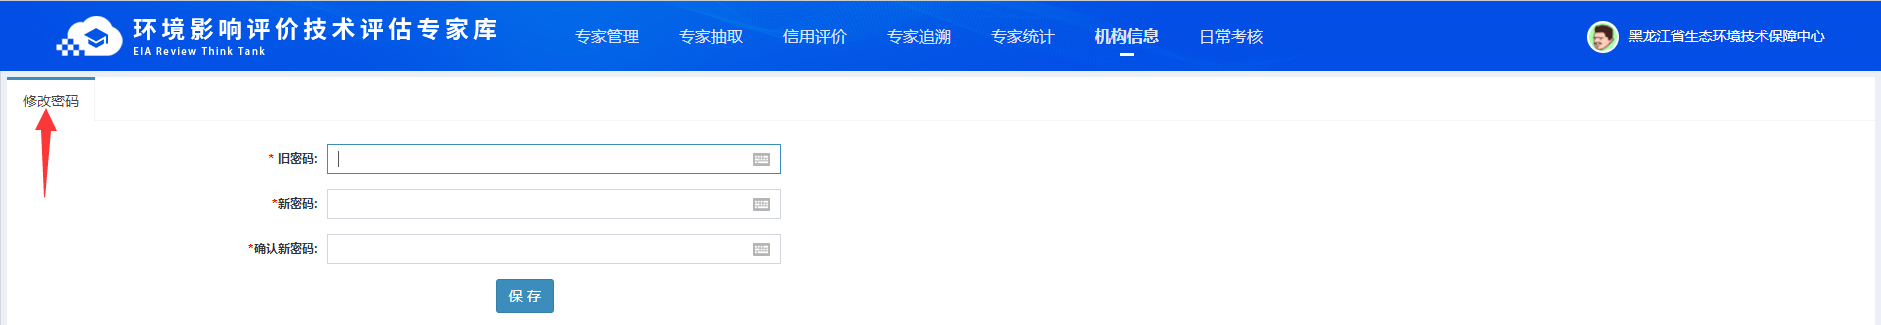 环境影响评价技术评估专家库
EIA Review Think Tank
专家管理 专家抽取 信用评价 专家追溯 专家统计 机构信息 日常考核
黑龙江省生态环境技术保障中心
修改密码
* 旧密码:
*新密码:
*确认新密码:
保 存